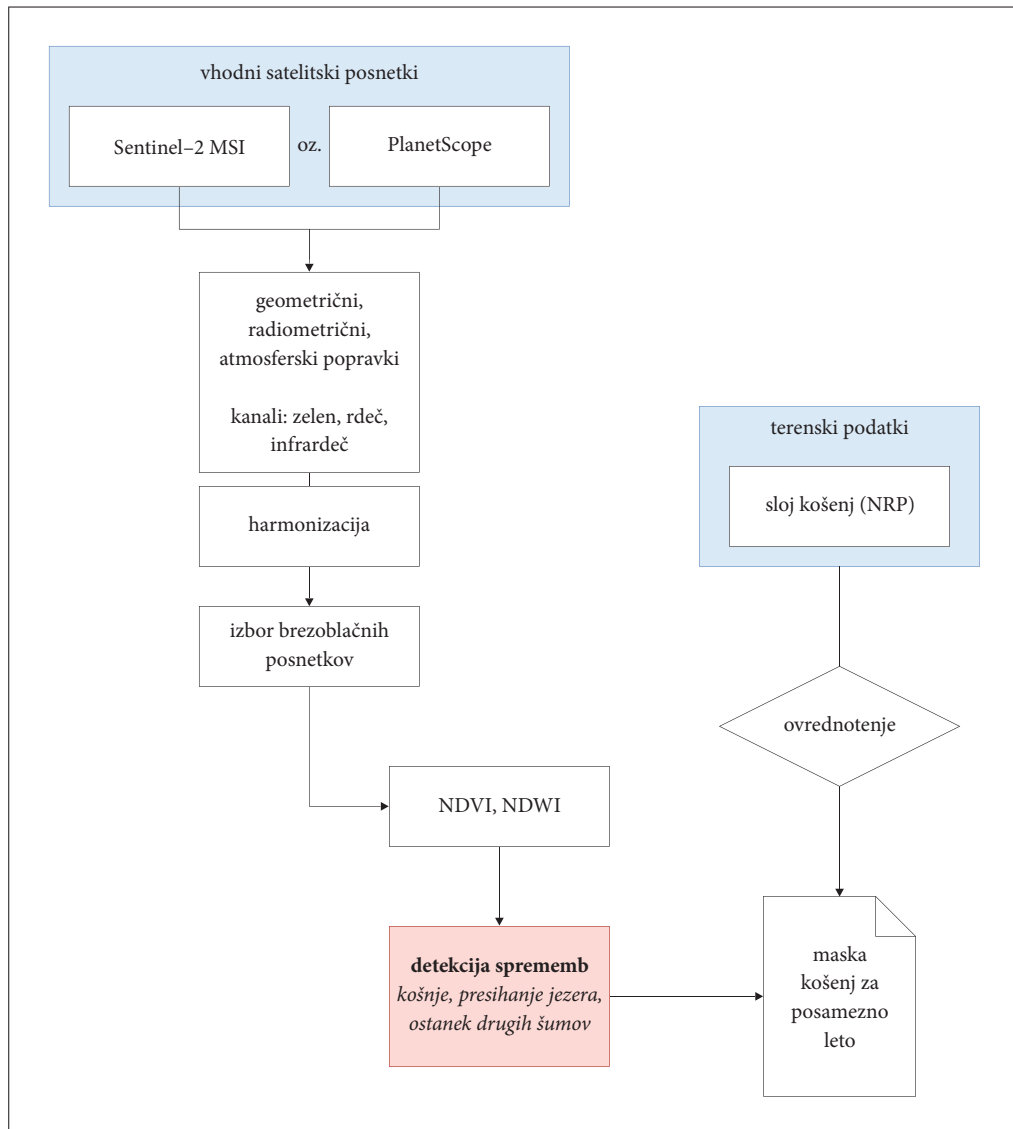 vhodni satelitski posnetki
Sentinel–2 MSI
oz.
PlanetScope
geometrični,
radiometrični,
atmosferski popravki
kanali: zelen, rdeč,
infrardeč
harmonizacija
izbor brezoblačnih
posnetkov
NDVI, NDWI
detekcija sprememb
košnje, presihanje jezera,
ostanek drugih šumov
terenski podatki
sloj košenj (NRP)
ovrednotenje
maska
košenj za
posamezno
leto